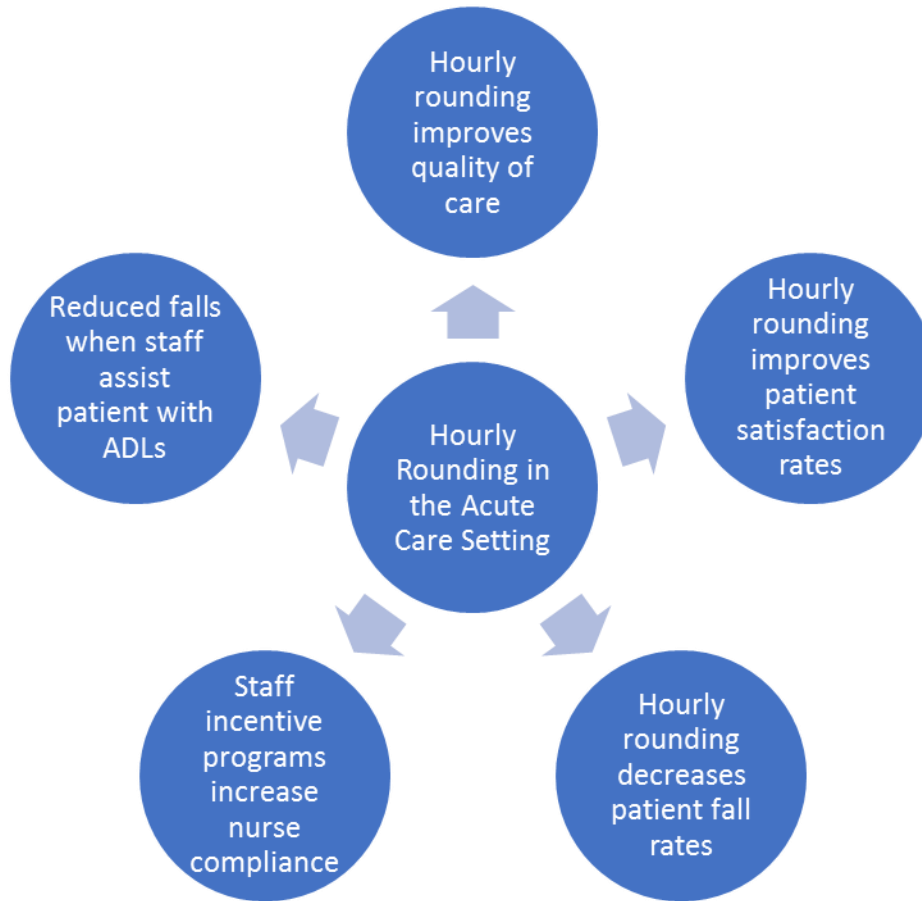 Hourly
rounding
improves
quality of
care
Reduced falls
when staff
assist
patient with
ADLs
Hourly
rounding
improves
patient
satisfaction
rates
Hourly
Rounding in
the Acute
Care Setting
Staff
incentive
programs
increase
nurse
compliance
Hourly
rounding
decreases
patient fall
rates